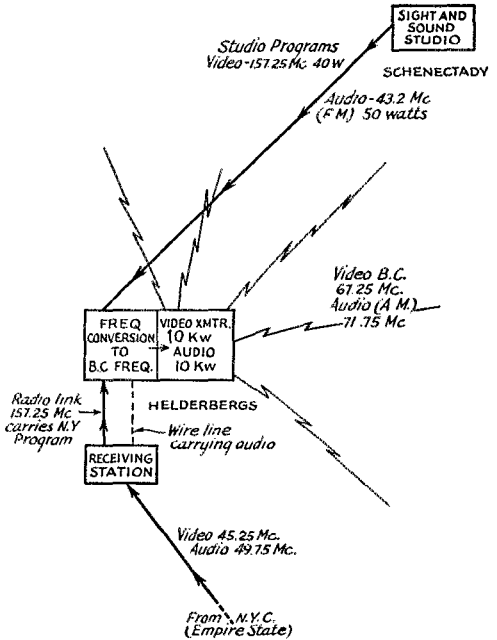 SIGHT AND
SOUND
STUDIO
Studio Programs
Video-157.25 Mc 40W
SCHENECTADY
Audio-43.2 Mc
(F M.) 50 watts
Video B.C.
67.25 Mc.
Audio (A M.)
71.75 Mc
FREQ
CONVERSION
TO
B.C FREQ.
VIDEO XMTR.
10 Kw
AUDIO
10 Kw
Radio link
157.25 Mc
carries N.Y
Program
HELDERBERGS
Wire line
carrying audio
RECEIVING
STATION
Video 45.25 Mc.
Audio 49.75 Mc.
From N.Y.C.
(Empire State)